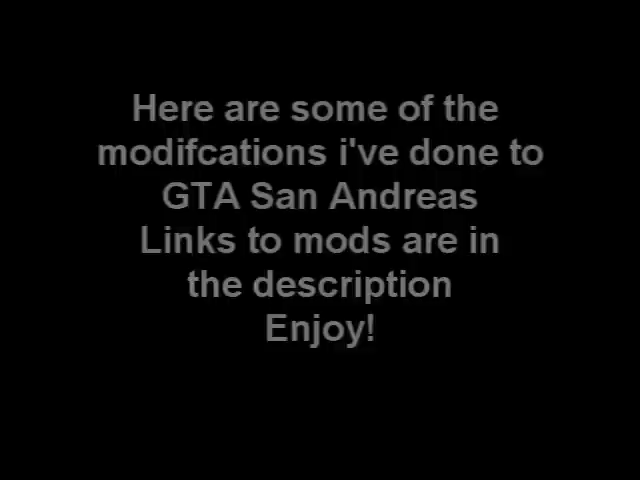 Here are some of the
modifcations i've done to
GTA San Andreas
Links to mods are in
the description
Enjoy!